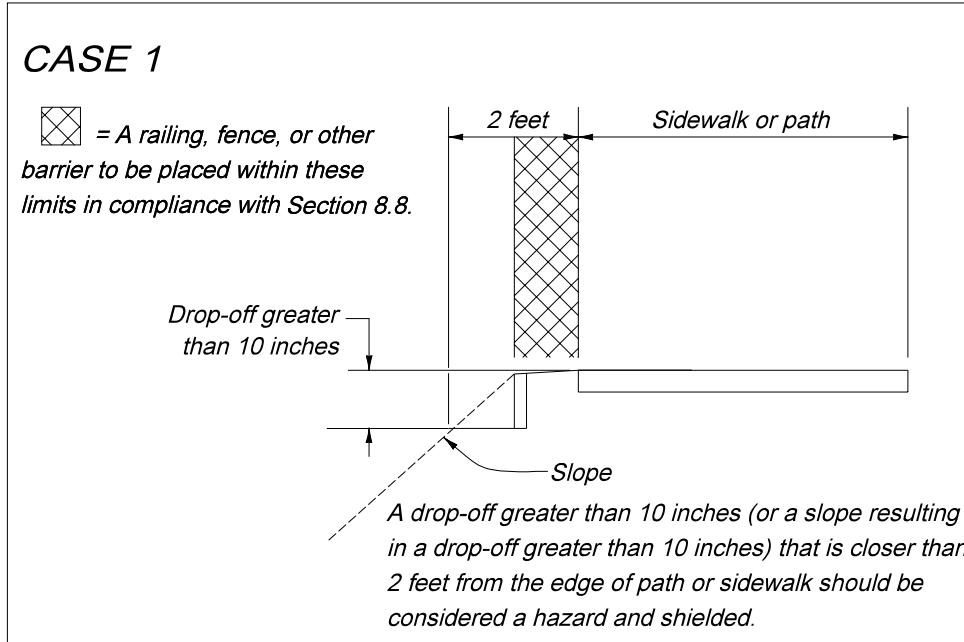 CASE 1
= A railing, fence, or other
barrier to be placed within these
limits in compliance with Section 8.8.
2 feet
Sidewalk or path
Drop-off greater
than 10 inches
Slope
A drop-off greater than 10 inches (or a slope resulting
in a drop-off greater than 10 inches) that is closer than
2 feet from the edge of path or sidewalk should be
considered a hazard and shielded.